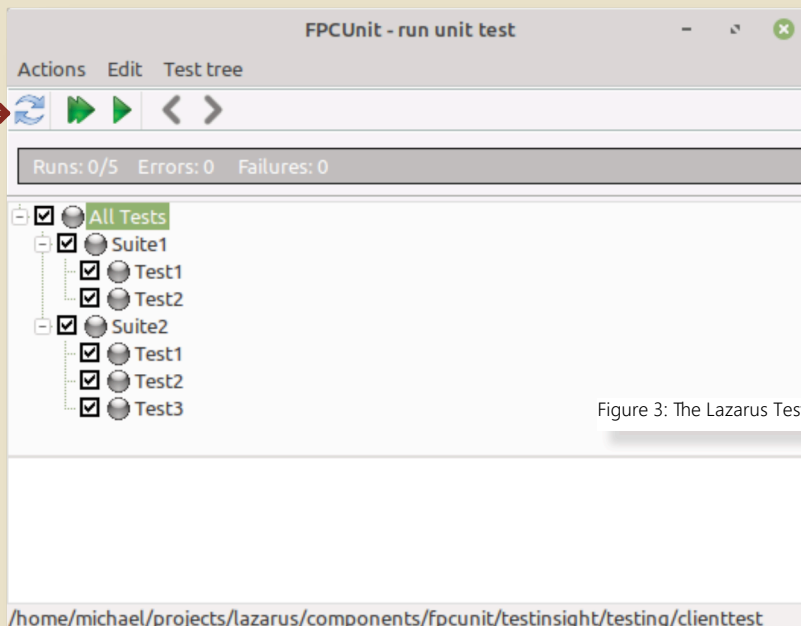 FPCUnit - run unit test
Actions Edit Test tree
Runs: 0/5 Errors: 0 Failures: 0
All Tests
Suite1
Test1
Test2
Suite2
Test1
Test2
Test3
Figure 3: The Lazarus Tes
/home/michael/projects/lazarus/components/fpcunit/testinsight/testing/clienttest